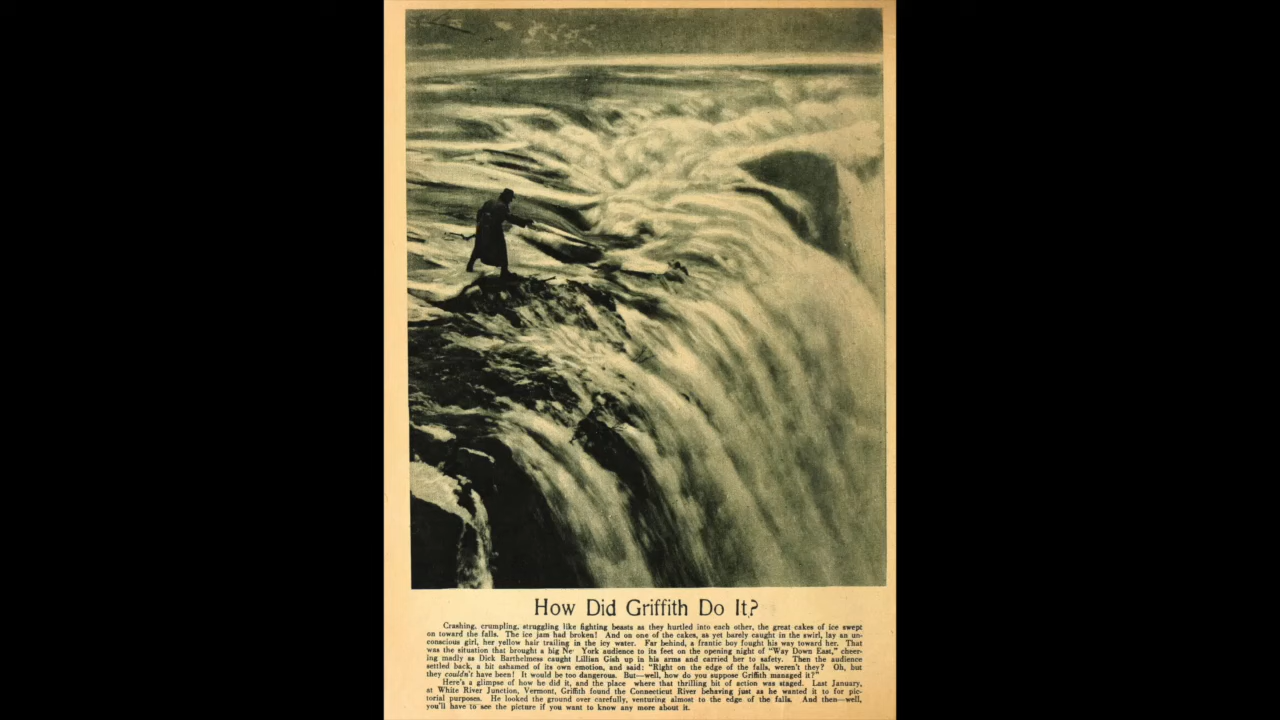 How Did Griffith Do It?
Crashing, crumpling, struggling like fighting beasts as they hurtled into each other, the great cakes of ice swept
on toward the falls. The ice jam had broken! And on one of the cakes, as yet barely caught in the swirl, lay an un-
conscious girl, her yellow hair trailing in the icy water. Far behind, a frantic boy fought his way toward her. That
was the situation that brought a big Ne York audience to its feet on the opening night of "Way Down East," cheer-
ing madly as Dick Barthelmess caught Lillian Gish up in his arms and carried her to safety. Then the audience
settled back, a bit ashamed of its own emotion, and said: "Right on the edge of the falls, weren't they? Oh, but
they couldn't have been! It would be too dangerous. But—well, how do you suppose Griffith managed it?"
Here's a glimpse of how he did it, and the place where that thrilling bit of action was staged. Last January,
at White River Junction, Vermont, Griffith found the Connecticut River behaving just as he wanted it to for pic-
torial purposes. He looked the ground over carefully, venturing almost to the edge of the falls. And then—well,
you'll have to see the picture if you want to know any more about it.